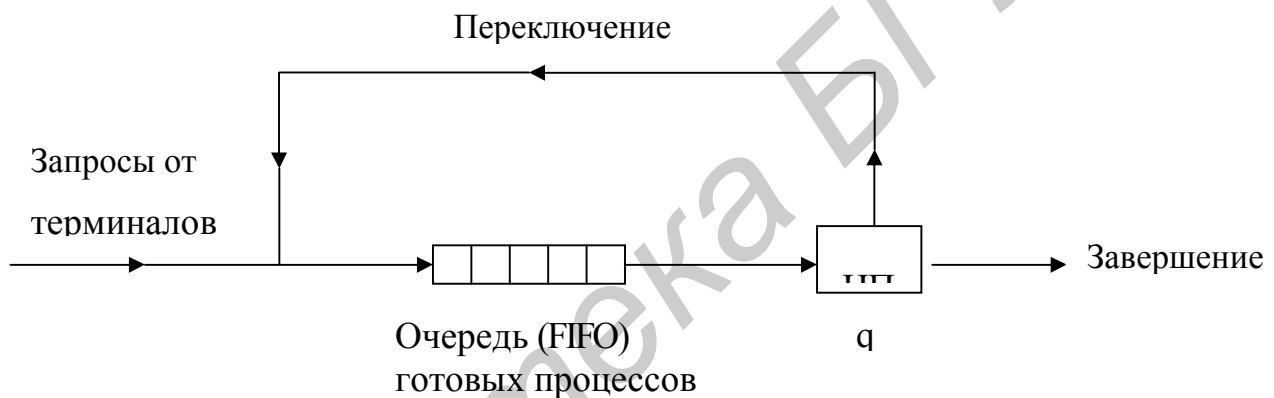 Переключение
Запросы от
терминалов
Завершение
Очередь (FIFO)
готовых процессов
q